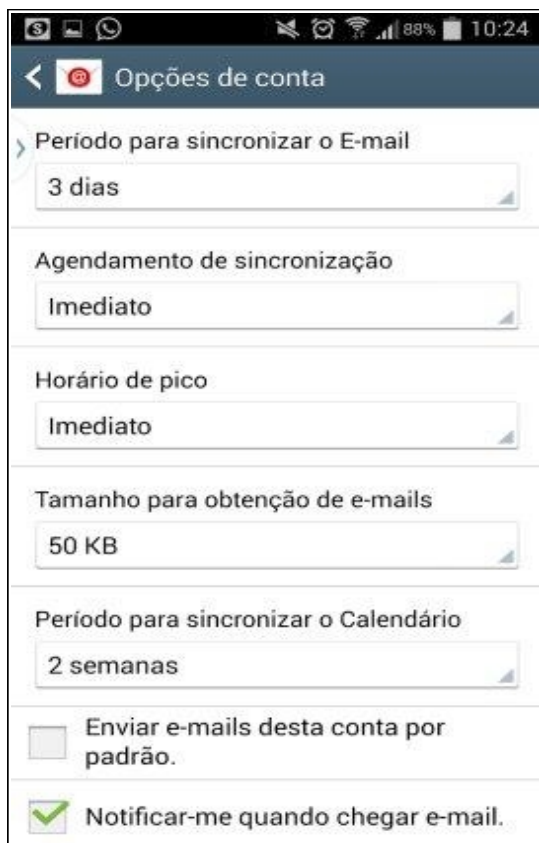 S 88% 10:24
@ Opções de conta
Período para sincronizar o E-mail
3 dias
Agendamento de sincronização
Imediato
Horário de pico
Imediato
Tamanho para obtenção de e-mails
50 KB
Período para sincronizar o Calendário
2 semanas
Enviar e-mails desta conta por
padrão.
Notificar-me quando chegar e-mail.